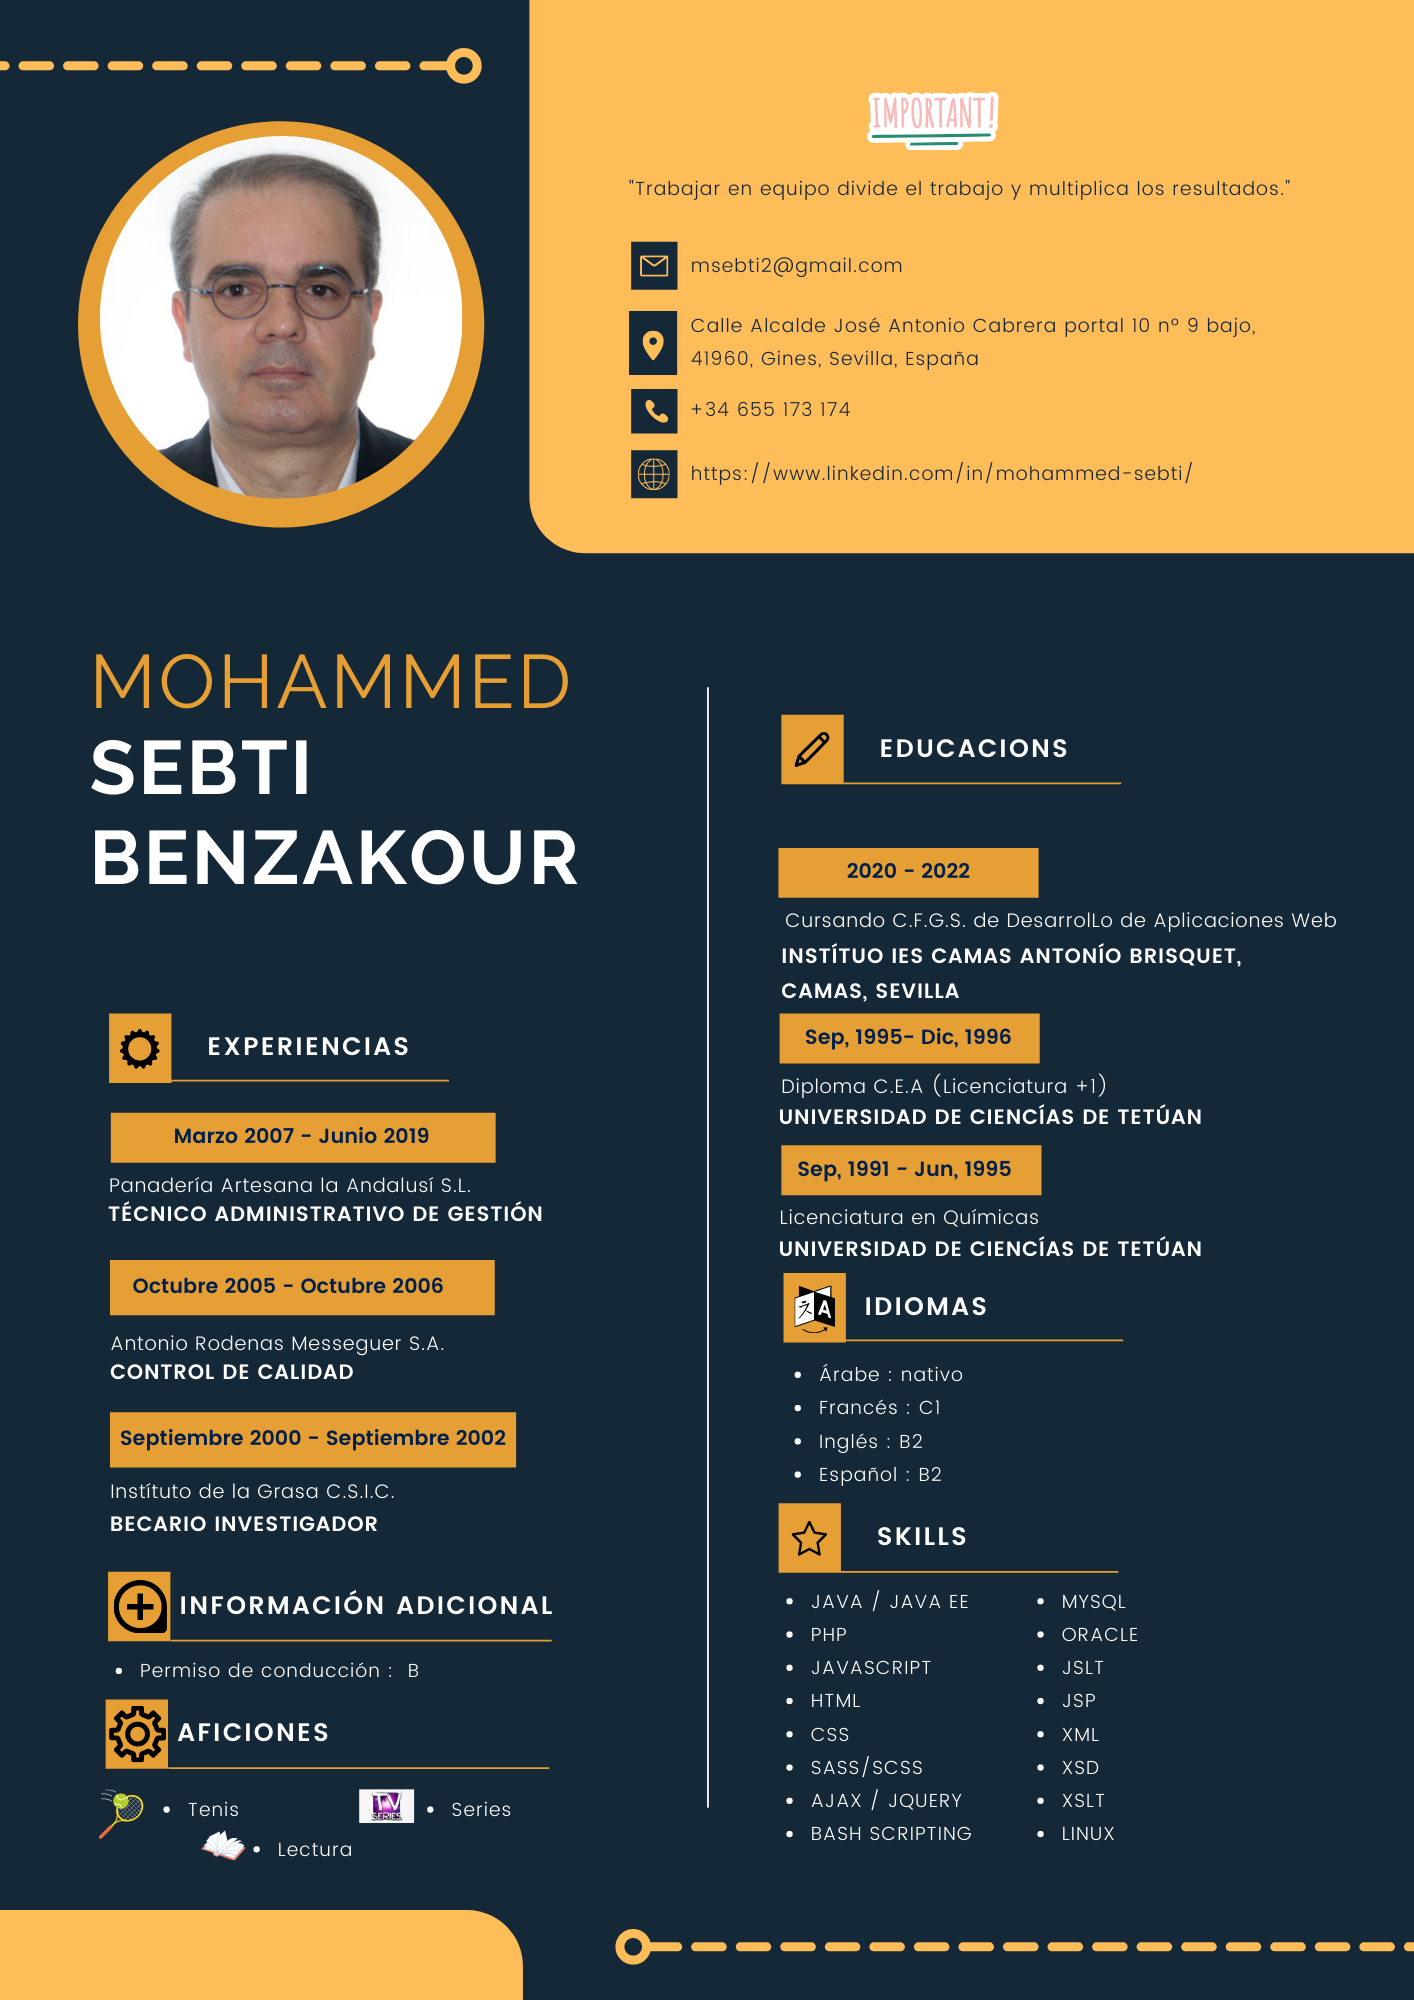 IMPORTANT!
"Trabajar en equipo divide el trabajo y multiplica los resultados."
msebti2@gmail.com
Calle Alcalde José Antonio Cabrera portal 10 nº 9 bajo,
41960, Gines, Sevilla, España
+34 655 173 174
https://www.linkedin.com/in/mohammed-sebti/
MOHAMMED
SEBTI
BENZAKOUR
EXPERIENCIAS
Marzo 2007 - Junio 2019
Panadería Artesana la Andalusí S.L.
TÉCNICO ADMINISTRATIVO DE GESTIÓN
Octubre 2005 - Octubre 2006
Antonio Rodenas Messeguer S.A.
CONTROL DE CALIDAD
Septiembre 2000 - Septiembre 2002
Instítuto de la Grasa C.S.I.C.
BECARIO INVESTIGADOR
INFORMACIÓN ADICIONAL
• Permiso de conducción : B
AFICIONES
• Tenis
TV SERIES
• Series
• Lectura
EDUCACIONS
2020 - 2022
Cursando C.F.G.S. de DesarrolLo de Aplicaciones Web
INSTÍTUO IES CAMAS ANTONÍO BRISQUET,
CAMAS, SEVILLA
Sep, 1995- Dic, 1996
Diploma C.E.A (Licenciatura +1)
UNIVERSIDAD DE CIENCÍAS DE TETÚAN
Sep, 1991 - Jun, 1995
Licenciatura en Químicas
UNIVERSIDAD DE CIENCÍAS DE TETÚAN
A
IDIOMAS
• Árabe : nativo
• Francés : C1
• Inglés : B2
• Español : B2
SKILLS
• JAVA / JAVA EE
• PHP
• JAVASCRIPT
• HTML
• CSS
• SASS/SCSS
• AJAX / JQUERY
• BASH SCRIPTING
• MYSQL
• ORACLE
• JSLT
• JSP
• XML
• XSD
• XSLT
• LINUX